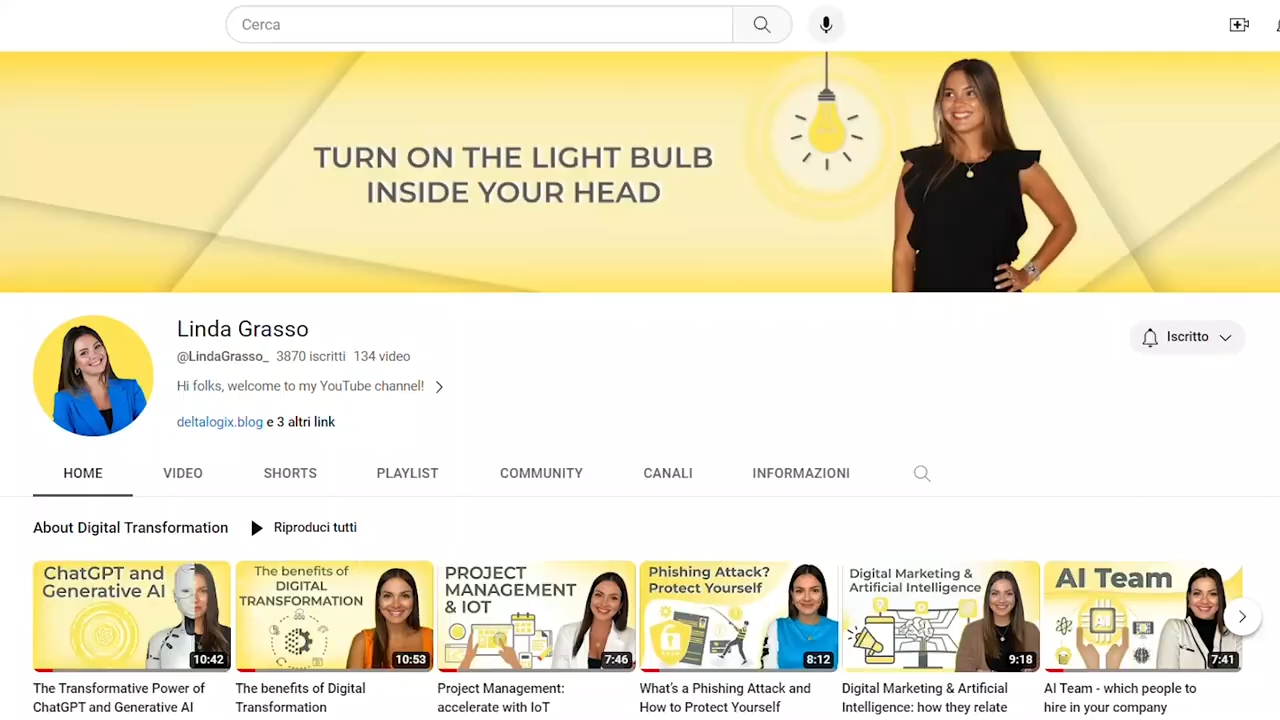 Cerca
TURN ON THE LIGHT BULB
INSIDE YOUR HEAD
Linda Grasso
@LindaGrasso_ 3870 iscritti 134 video
Hi folks, welcome to my YouTube channel!
deltalogix.blog e 3 altri link
Iscritto
HOME VIDEO SHORTS PLAYLIST COMMUNITY CANALI INFORMAZIONI
About Digital Transformation Riproduci tutti
ChatGPT and
Generative AI
10:42
The benefits of
DIGITAL
TRANSFORMATION
10:53
PROJECT
MANAGEMENT
& IOT
7:46
Phishing Attack?
Protect Yourself
8:12
Digital Marketing &
Artificial Intelligence
9:18
AI Team
AI
7:41
The Transformative Power of
ChatGPT and Generative AI
The benefits of Digital
Transformation
Project Management:
accelerate with IoT
What's a Phishing Attack and
How to Protect Yourself
Digital Marketing & Artificial
Intelligence: how they relate
AI Team - which people to
hire in your company